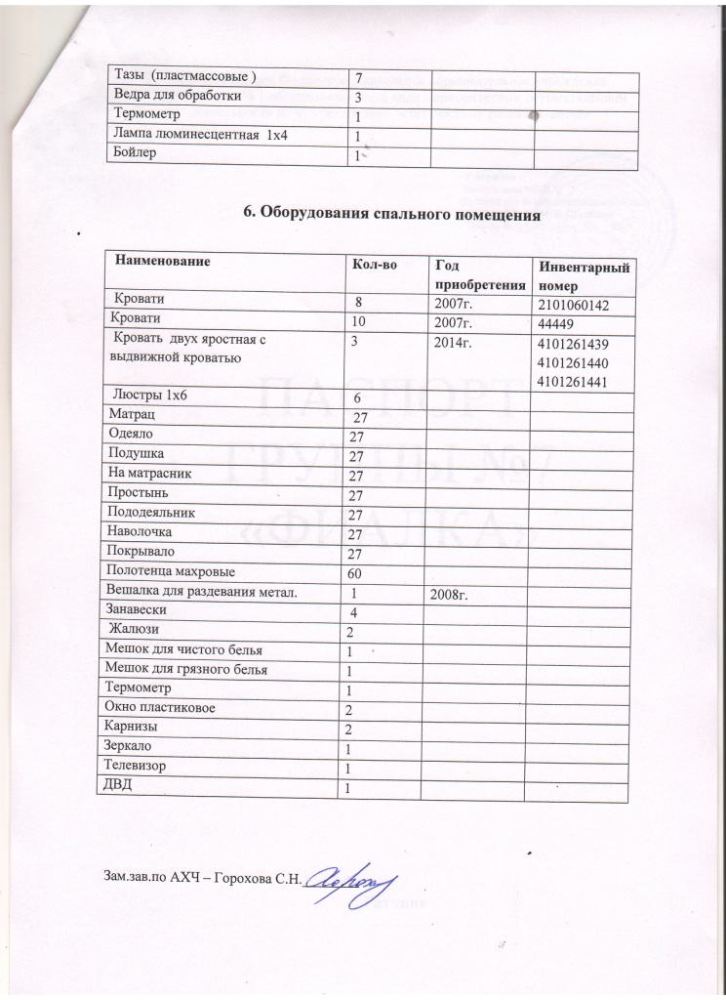 Тазы (пластмассовые ) 7
Ведра для обработки 3
Термометр 1
Лампа люминесцентная 1х4 1
Бойлер 1
6. Оборудования спального помещения
Наименование Кол-во Год приобретения Инвентарный номер
Кровати 8 2007г. 2101060142
Кровати 10 2007г. 44449
Кровать двух яростная с выдвижной кроватью 3 2014г. 4101261439
4101261440
4101261441
Люстры 1х6 6
Матрац 27
Одеяло 27
Подушка 27
На матрасник 27
Простынь 27
Пододеяльник 27
Наволочка 27
Покрывало 27
Полотенца махровые 60
Вешалка для раздевания метал. 1 2008г.
Занавески 4
Жалюзи 2
Мешок для чистого белья 1
Мешок для грязного белья 1
Термометр 1
Окно пластиковое 2
Карнизы 2
Зеркало 1
Телевизор 1
ДВД 1
ПАСПОРТ
ГРУППЫ №7
«ФИАЛКА»
Зам.зав.по АХЧ – Горохова С.Н.